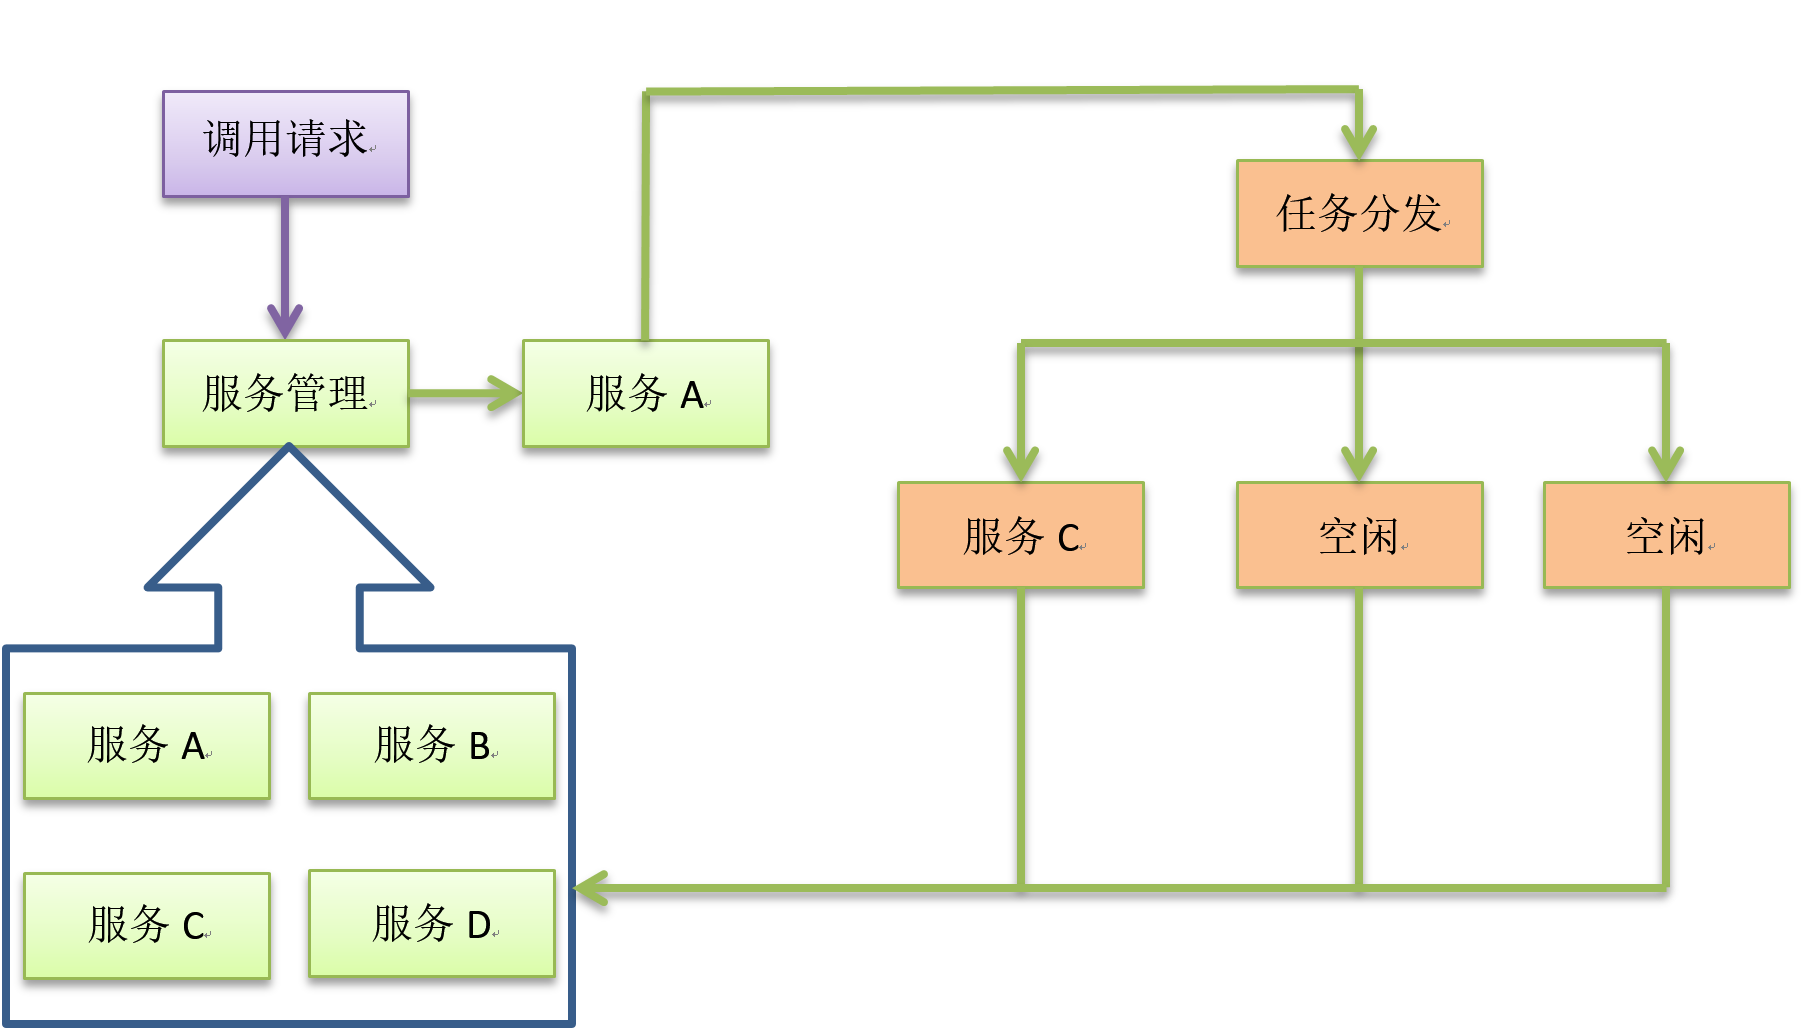 调用请求
任务分发
服务管理
服务 A
服务 C
空闲
空闲
服务 A
服务 B
服务 C
服务 D